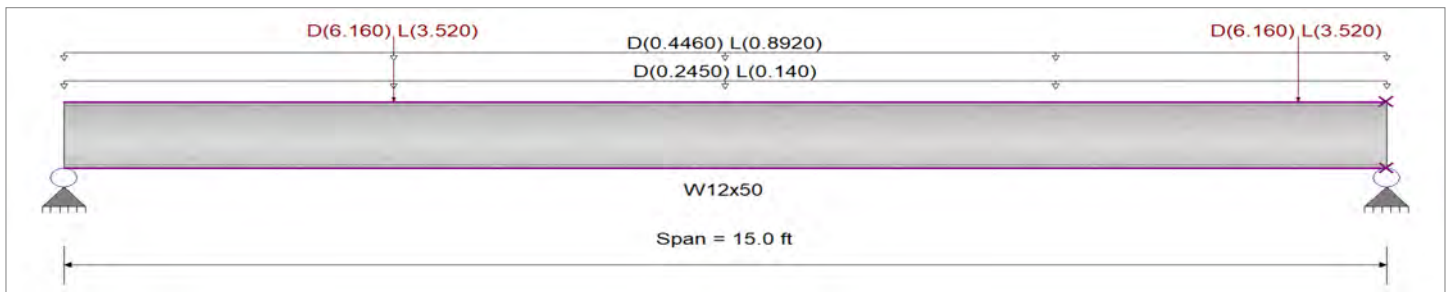 D(6.160) L(3.520)
D(6.160) L(3.520)
D(0.4460) L(0.8920)
D(0.2450) L(0.140)
W12x50
Span = 15.0 ft